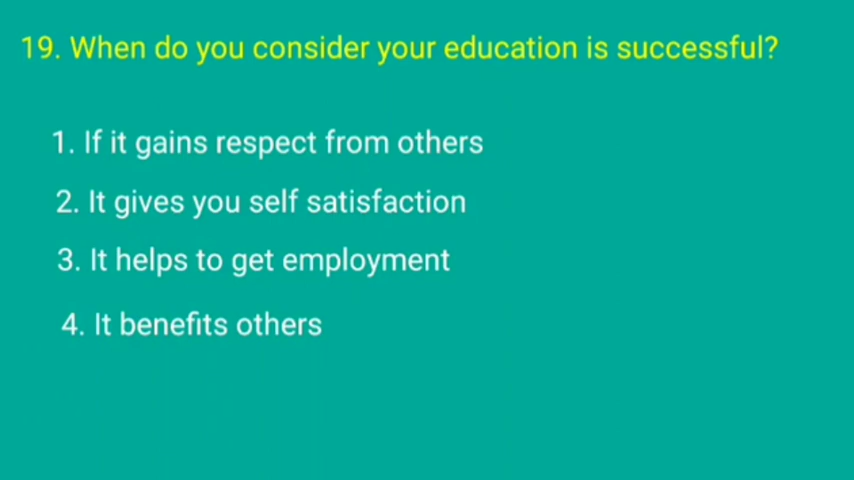 19. When do you consider your education is successful?
1. If it gains respect from others
2. It gives you self satisfaction
3. It helps to get employment
4. It benefits others